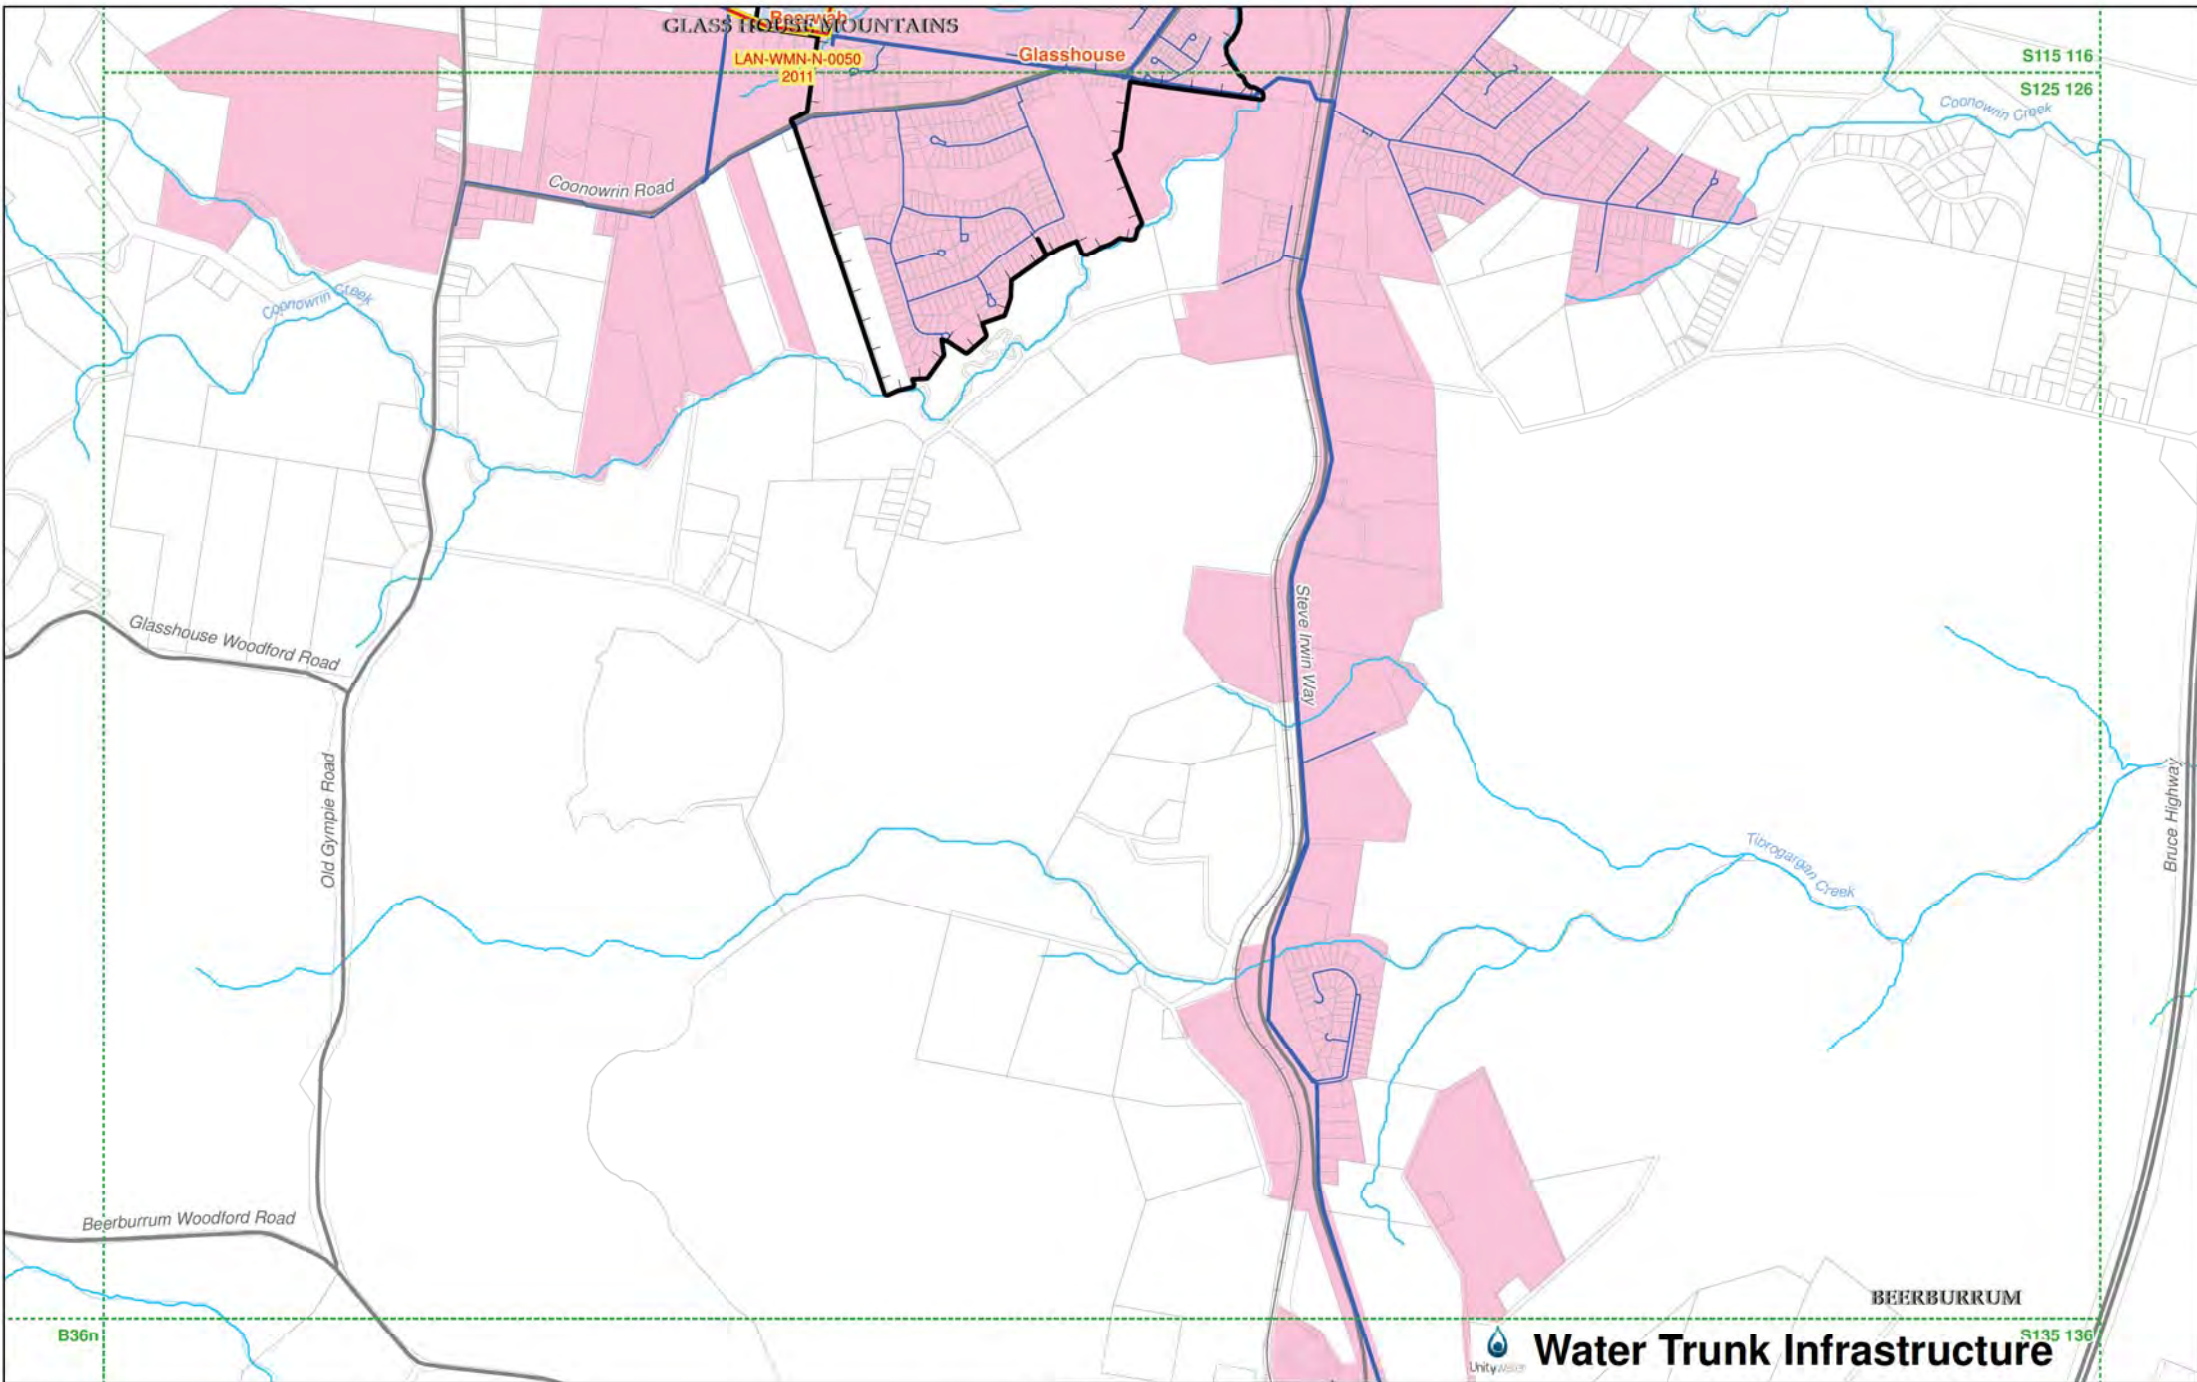 Beerwah
GLASS HOUSE MOUNTAINS
LAN-WMN-N-0050
2011
Glasshouse
S115 116
S125 126
Coonowrin Creek
Coonowrin Road
Coonowrin Creek
Glasshouse Woodford Road
Steve Irwin Way
Old Gympie Road
Bruce Highway
Tibrogargan Creek
Beerburrum Woodford Road
BEERBURRUM
B36n
S135 136
Unitywater
Water Trunk Infrastructure